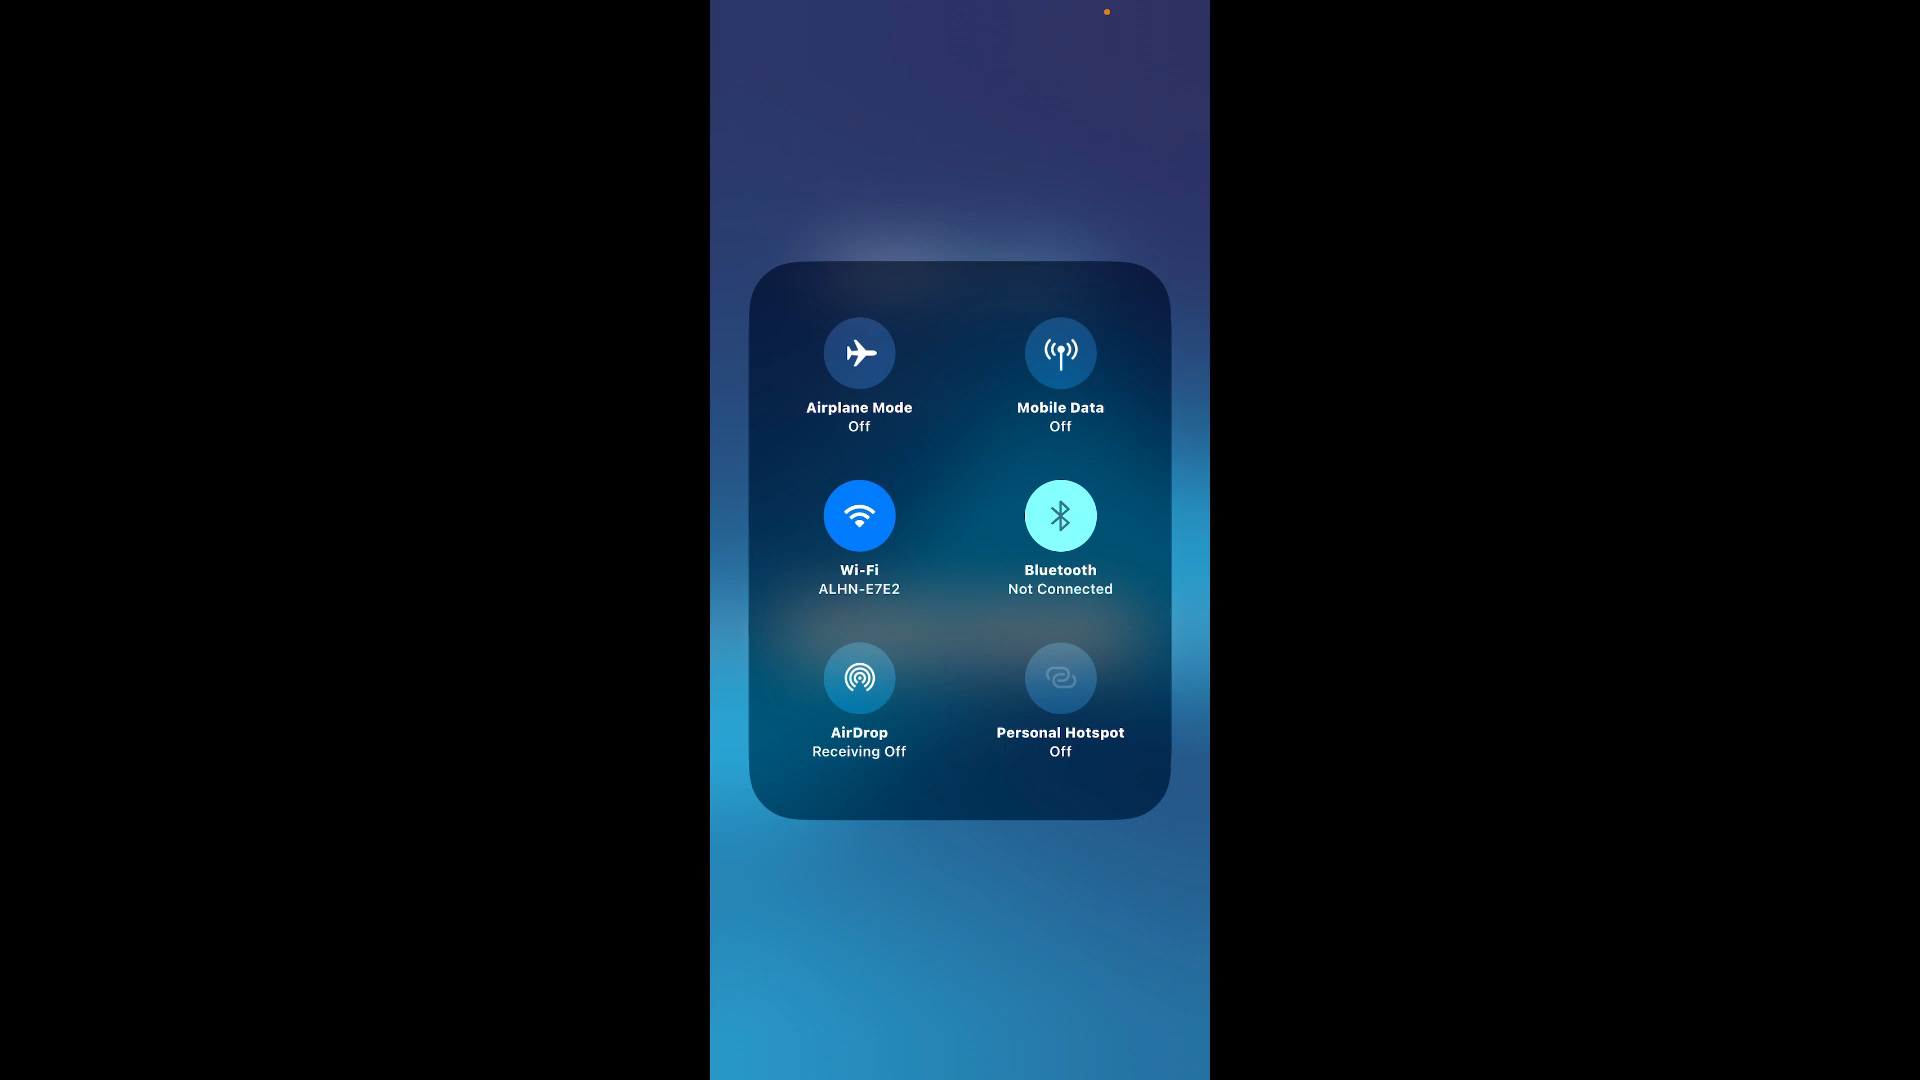 Airplane Mode
Off
Mobile Data
Off
Wi-Fi
ALHN-E7E2
Bluetooth
Not Connected
AirDrop
Receiving Off
Personal Hotspot
Off